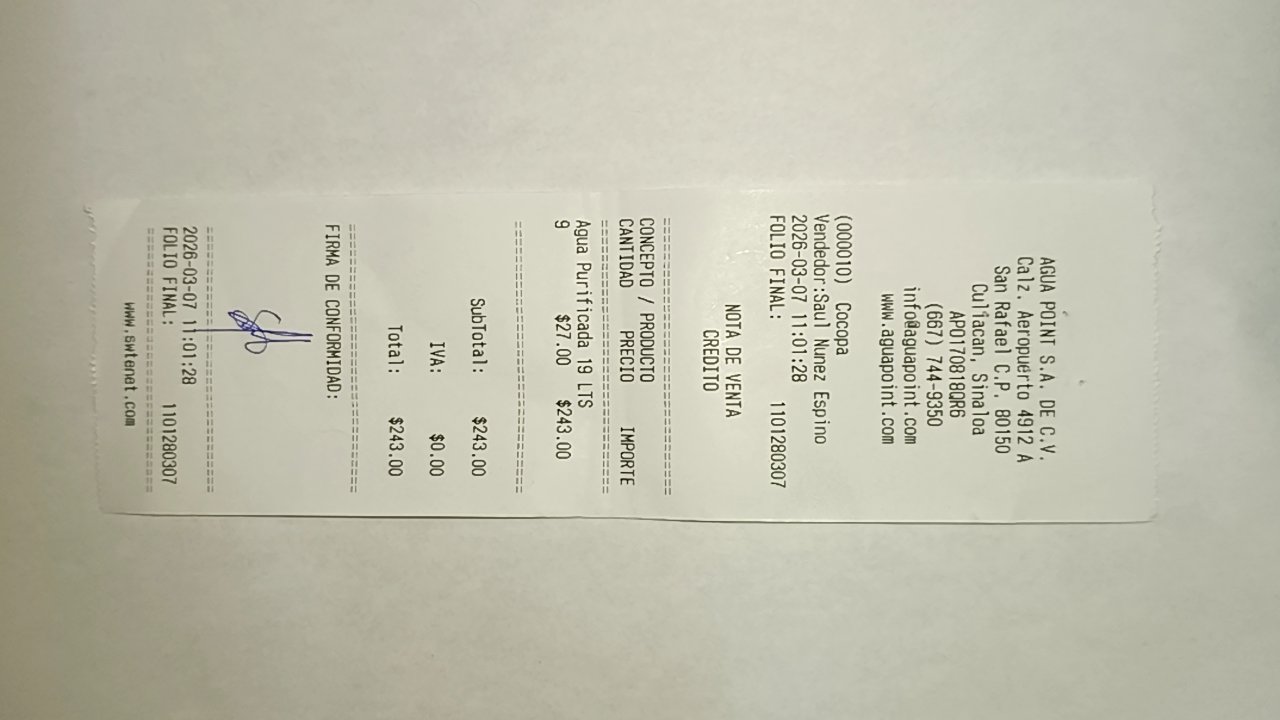 AGUA POINT S.A. DE C.V.
Calz. Aeropuerto 4912 A
San Rafael C.P. 80150
Culiacan, Sinaloa
APO170818QR6
(667) 744-9350
info@aguapoint.com
www.aguapoint.com
(000010) Cocopa
Vendedor:Saul Nunez Espino
2026-03-07 11:01:28
FOLIO FINAL: 1101280307
NOTA DE VENTA
CREDITO
CONCEPTO / PRODUCTO
CANTIDAD PRECIO IMPORTE
Agua Purificada 19 LTS
9 $27.00 $243.00
SubTotal: $243.00
IVA: $0.00
Total: $243.00
FIRMA DE CONFORMIDAD:
2026-03-07 11:01:28
FOLIO FINAL: 1101280307
www.swtenet.com